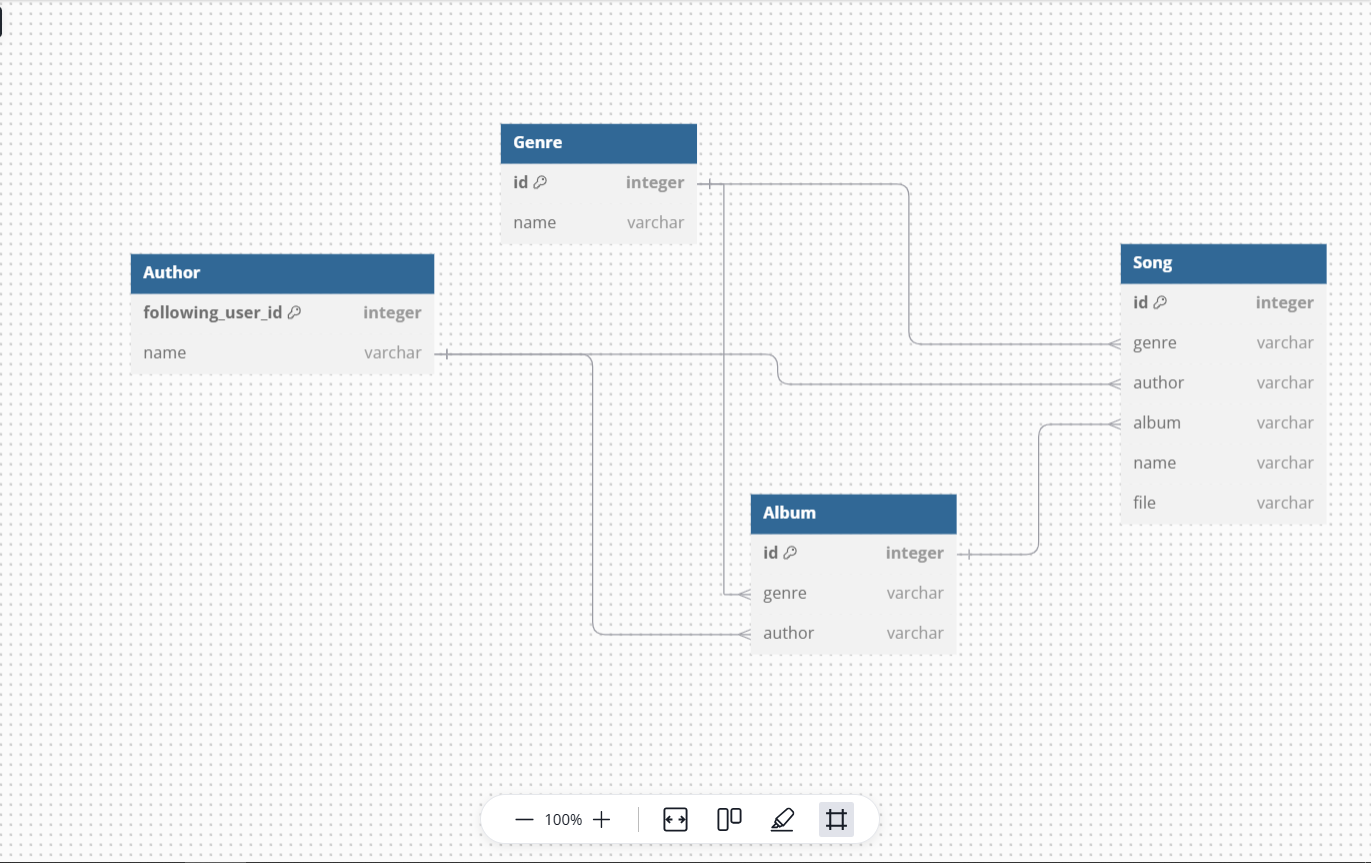 Genre
id integer
name varchar
Author
following_user_id integer
name varchar
Song
id integer
genre varchar
author varchar
album varchar
name varchar
file varchar
Album
id integer
genre varchar
author varchar
100%